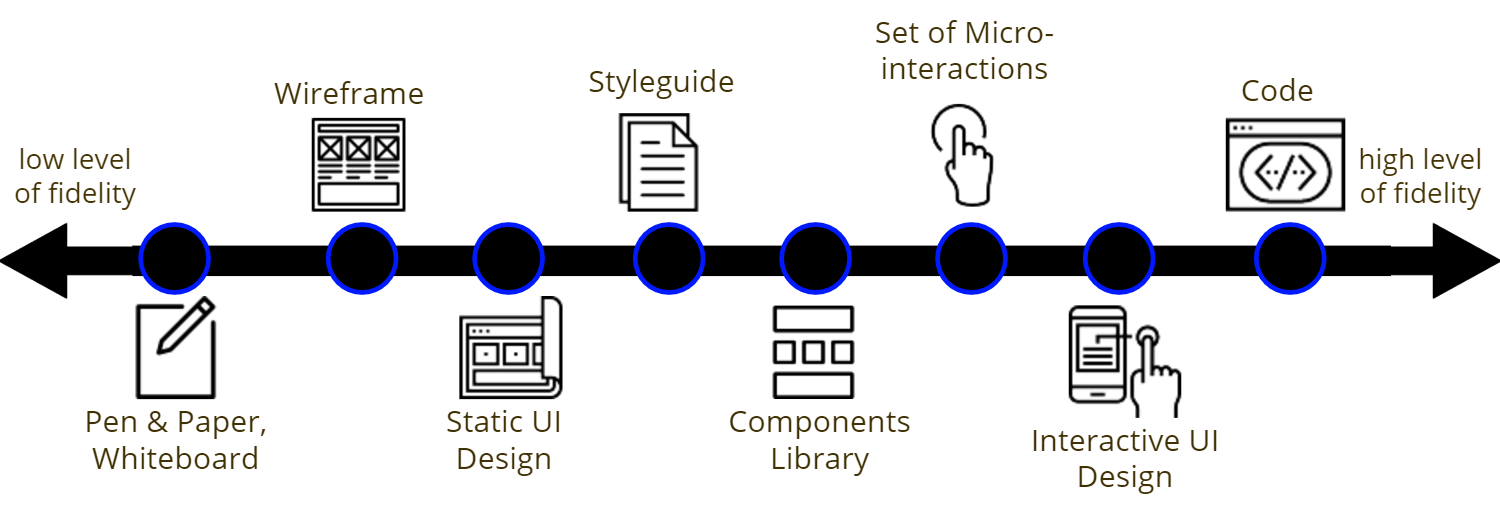 low level
of fidelity
Pen & Paper,
Whiteboard
Wireframe
Static UI
Design
Styleguide
Components
Library
Set of Micro-
interactions
Interactive UI
Design
Code
high level
of fidelity